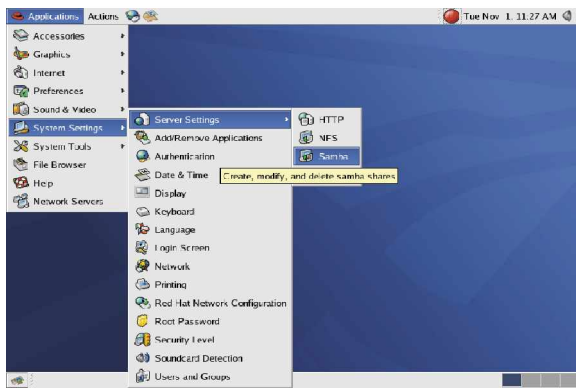 Applications Actions Tue Nov 1, 11:27 AM
Accessories
Graphics
Internet
Preferences
Sound & Video
System Settings
System Tools
File Browser
Help
Network Servers
Server Settings
Add/Remove Applications
Authentication
Date & Time
Display
Keyboard
Language
Login Screen
Network
Printing
Red Hat Network Configuration
Root Password
Security Level
Soundcard Detection
Users and Groups
HTTP
NFS
Samba
Create, modify, and delete samba shares